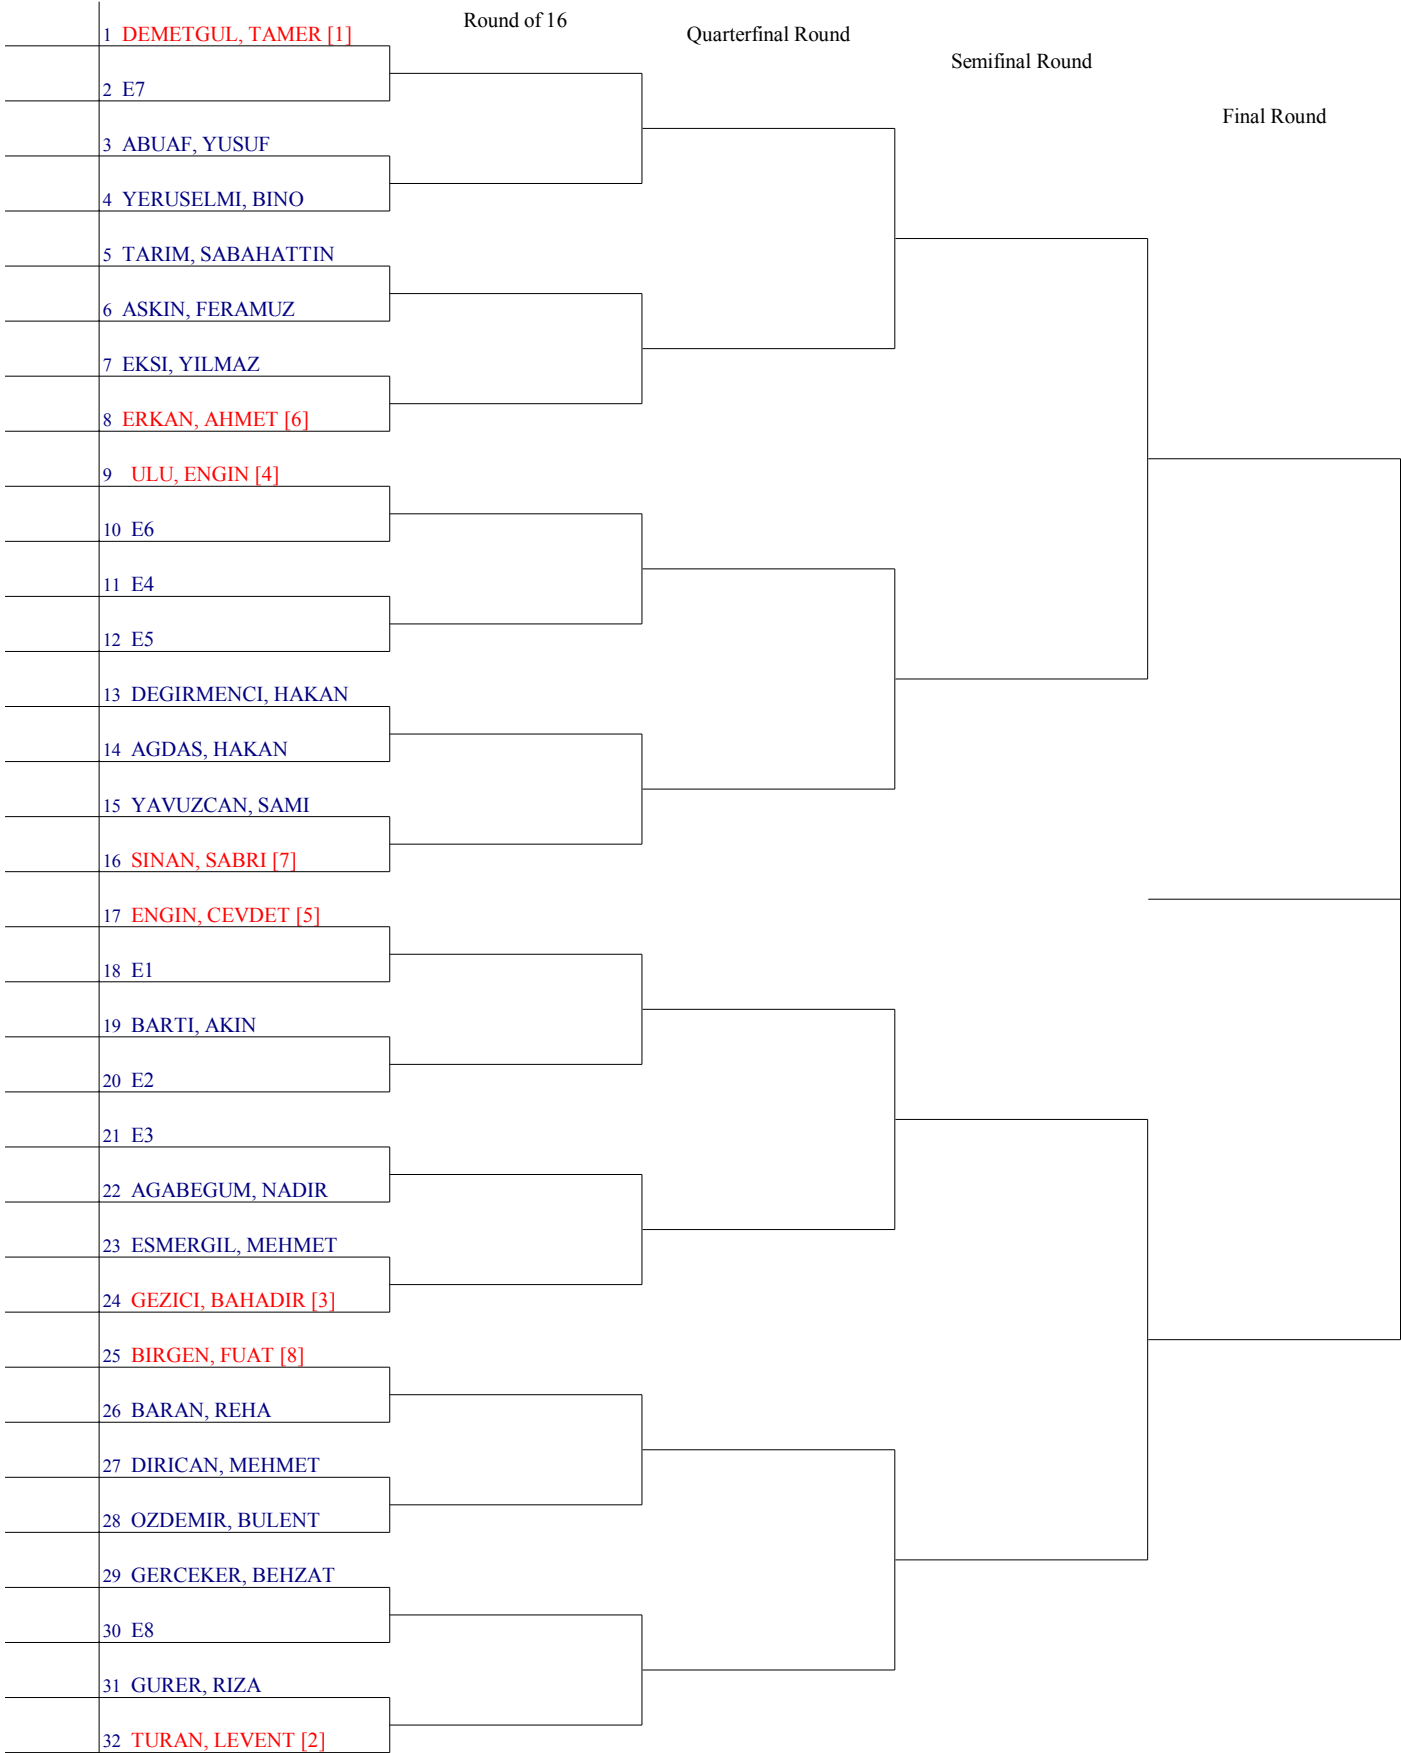 Round of 16
Quarterfinal Round
Semifinal Round
Final Round
1 DEMETGUL, TAMER [1]
2 E7
3 ABUAF, YUSUF
4 YERUSELMI, BINO
5 TARIM, SABAHATTIN
6 ASKIN, FERAMUZ
7 EKSI, YILMAZ
8 ERKAN, AHMET [6]
9 ULU, ENGIN [4]
10 E6
11 E4
12 E5
13 DEGIRMENCI, HAKAN
14 AGDAS, HAKAN
15 YAVUZCAN, SAMI
16 SINAN, SABRI [7]
17 ENGIN, CEVDET [5]
18 E1
19 BARTI, AKIN
20 E2
21 E3
22 AGABEGUM, NADIR
23 ESMERGIL, MEHMET
24 GEZICI, BAHADIR [3]
25 BIRGEN, FUAT [8]
26 BARAN, REHA
27 DIRICAN, MEHMET
28 OZDEMIR, BULENT
29 GERCEKER, BEHZAT
30 E8
31 GURER, RIZA
32 TURAN, LEVENT [2]